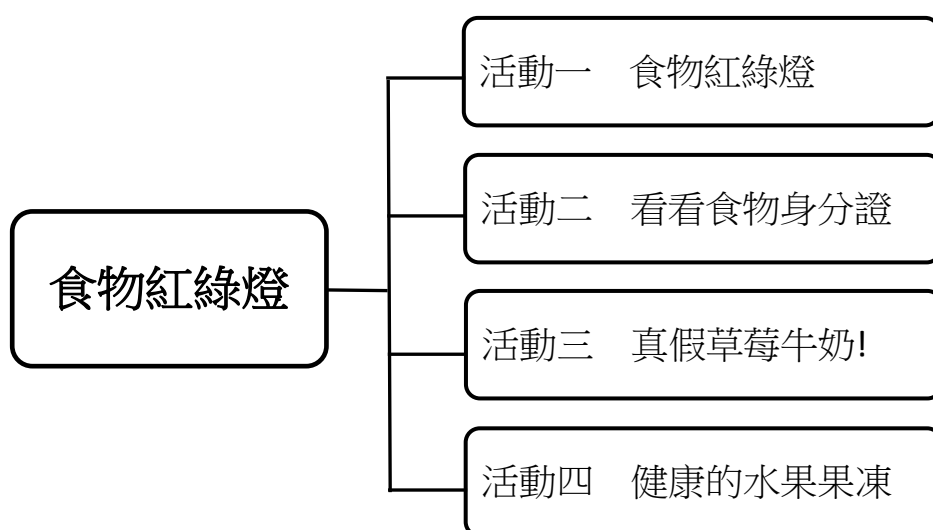 食物紅綠燈
活動一　食物紅綠燈
活動二　看看食物身分證
活動三　真假草莓牛奶!
活動四　健康的水果果凍